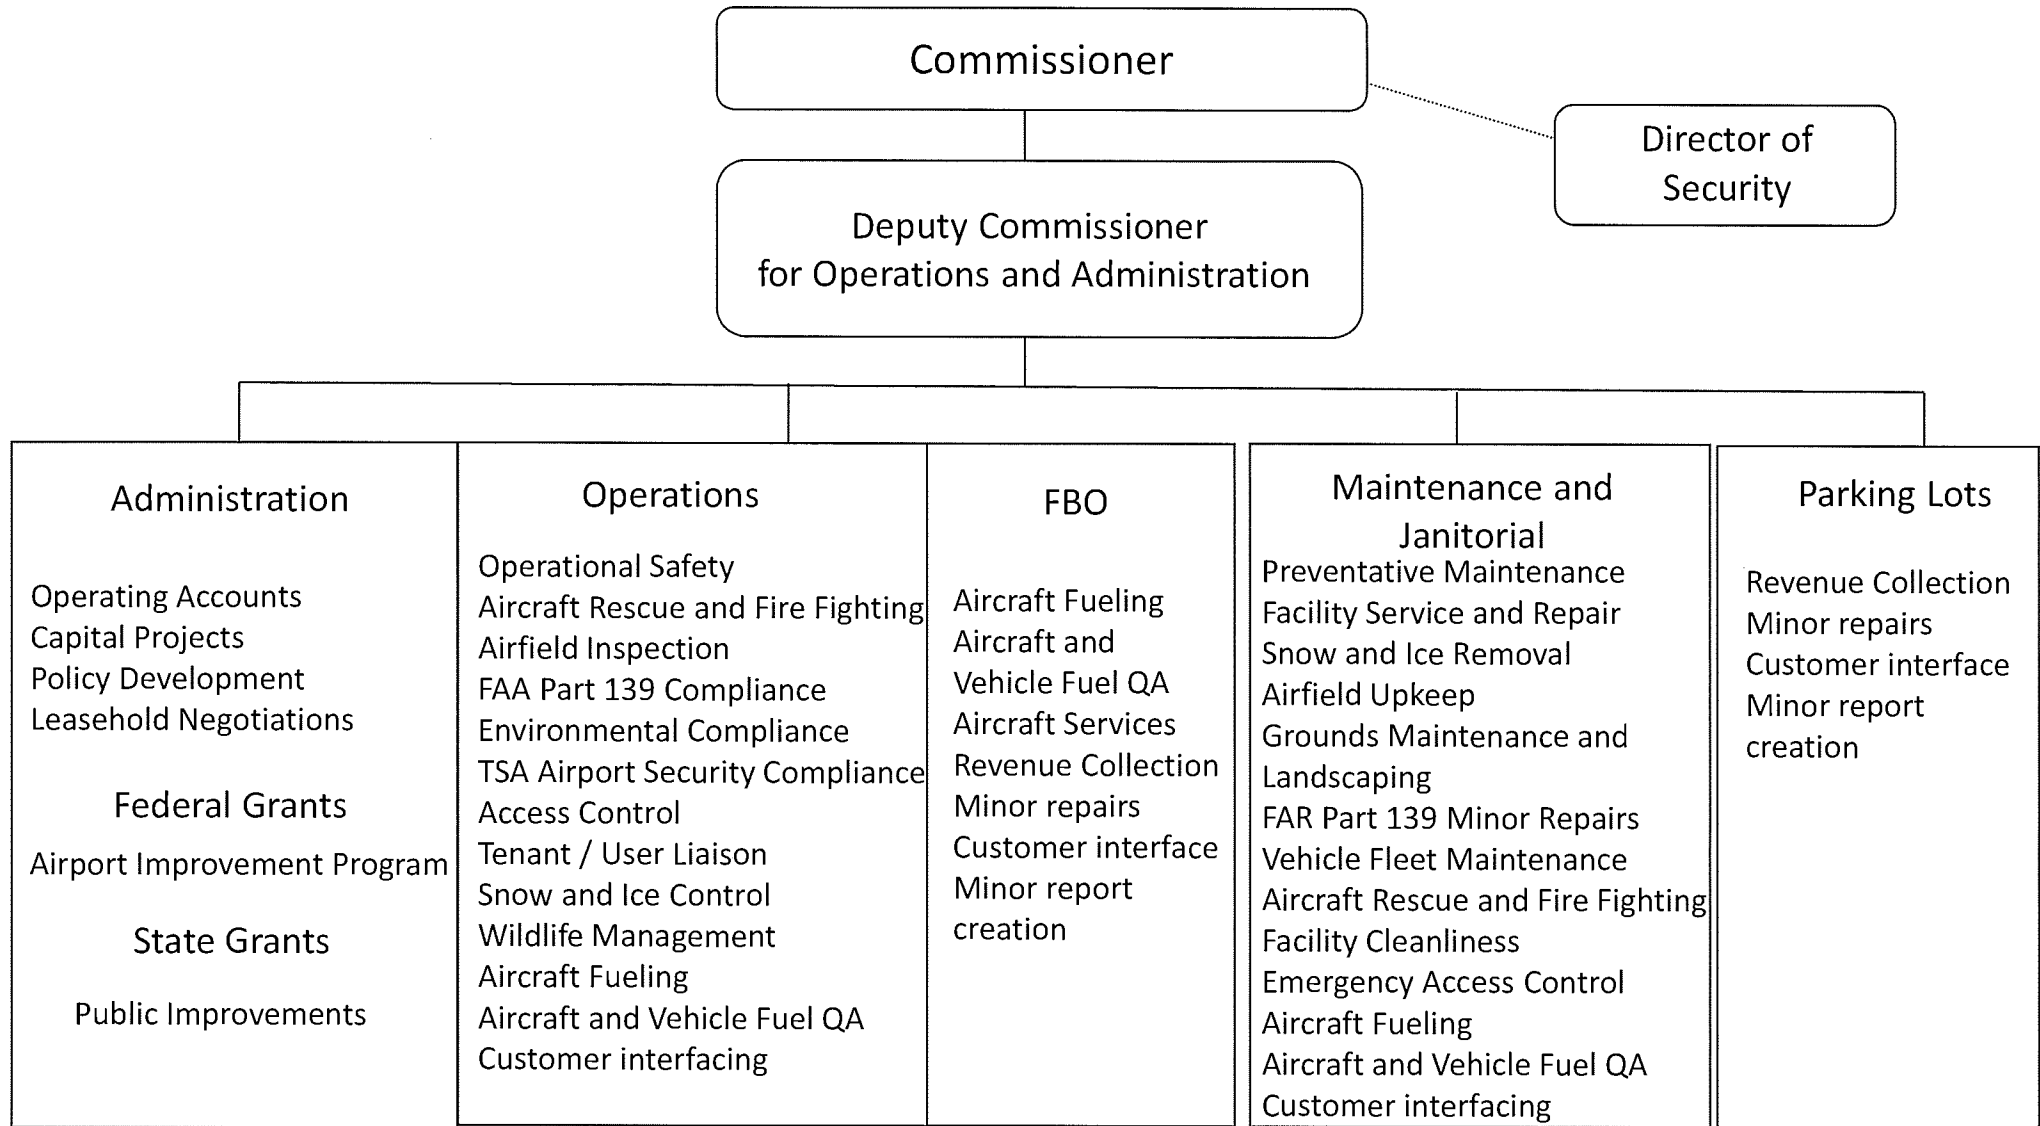 Commissioner
Director of
Security
Deputy Commissioner
for Operations and Administration
Administration
Operating Accounts
Capital Projects
Policy Development
Leasehold Negotiations
Federal Grants
Airport Improvement Program
State Grants
Public Improvements
Operations
Operational Safety
Aircraft Rescue and Fire Fighting
Airfield Inspection
FAA Part 139 Compliance
Environmental Compliance
TSA Airport Security Compliance
Access Control
Tenant / User Liaison
Snow and Ice Control
Wildlife Management
Aircraft Fueling
Aircraft and Vehicle Fuel QA
Customer interfacing
FBO
Aircraft Fueling
Aircraft and
Vehicle Fuel QA
Aircraft Services
Revenue Collection
Minor repairs
Customer interface
Minor report
creation
Maintenance and
Janitorial
Preventative Maintenance
Facility Service and Repair
Snow and Ice Removal
Airfield Upkeep
Grounds Maintenance and
Landscaping
FAR Part 139 Minor Repairs
Vehicle Fleet Maintenance
Aircraft Rescue and Fire Fighting
Facility Cleanliness
Emergency Access Control
Aircraft Fueling
Aircraft and Vehicle Fuel QA
Customer interfacing
Parking Lots
Revenue Collection
Minor repairs
Customer interface
Minor report
creation